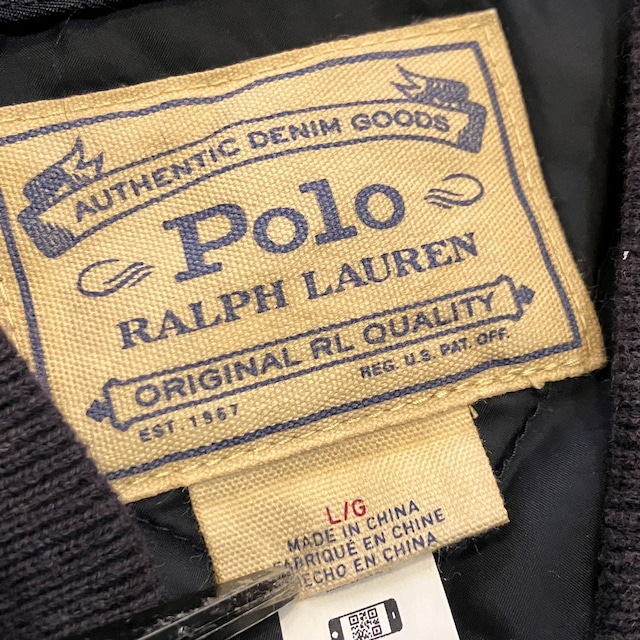 AUTHENTIC DENIM GOODS
Polo
RALPH LAUREN
ORIGINAL RL QUALITY
EST 1967
REG. U.S. PAT. OFF.
L/G
MADE IN CHINA
FABRIQUÉ EN CHINE
HECHO EN CHINA